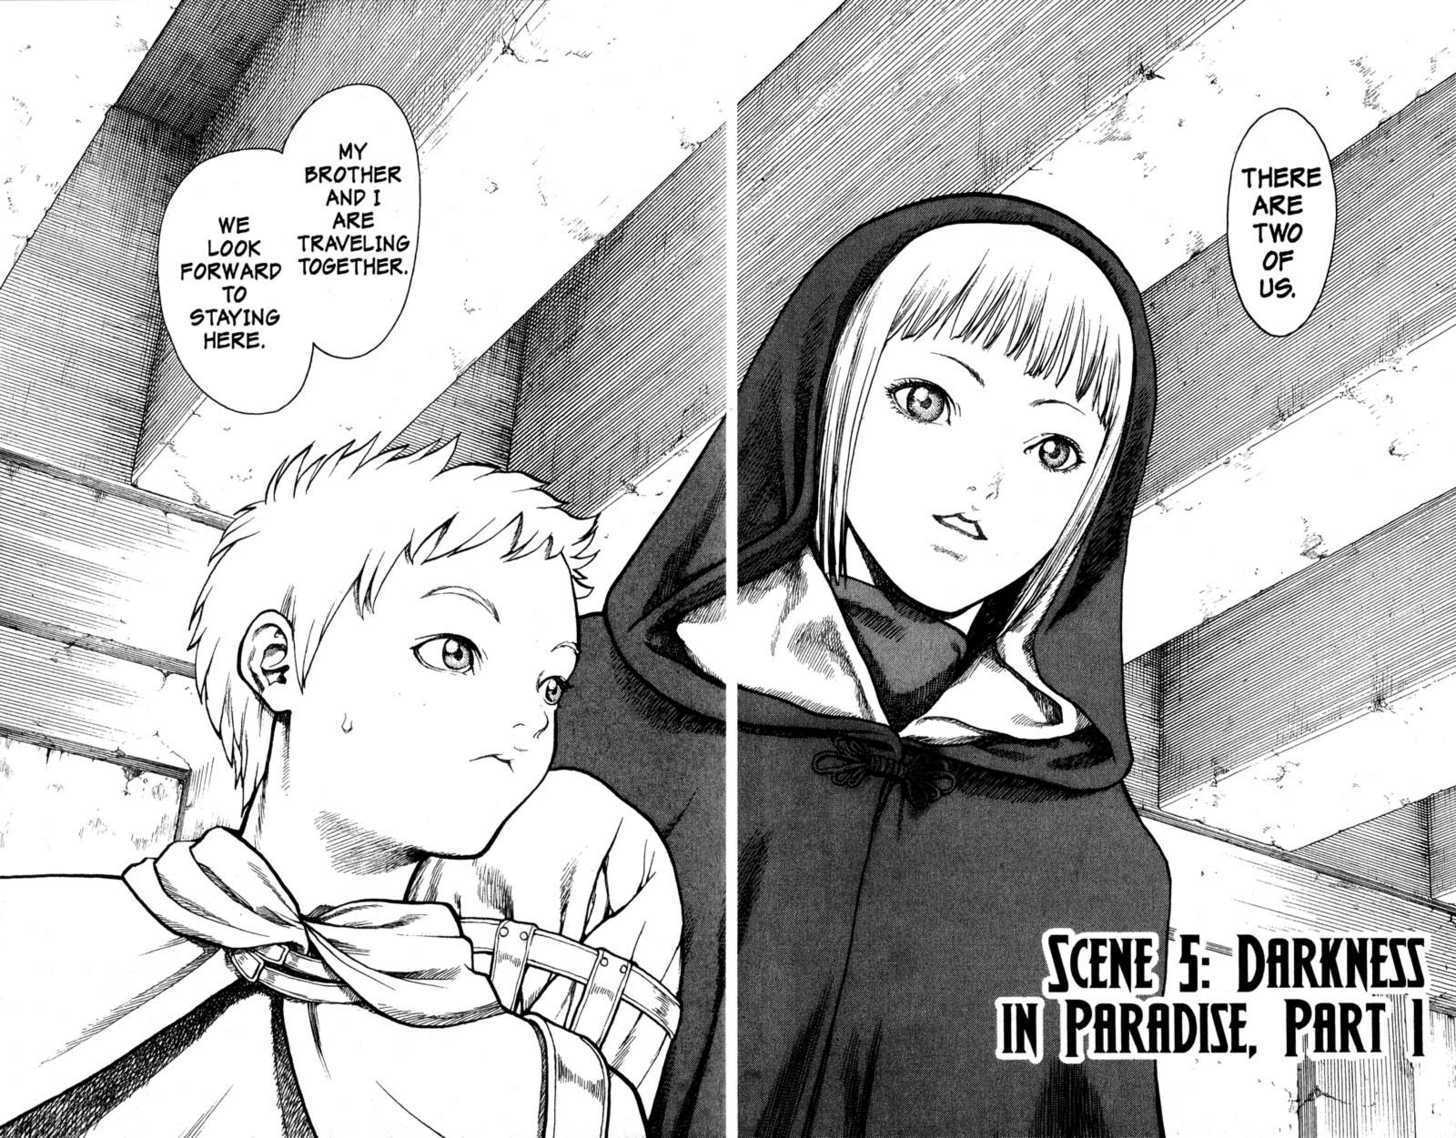 THERE
ARE
TWO
OF
US.
MY
BROTHER
AND I
ARE
TRAVELING
TOGETHER.
WE
LOOK
FORWARD
TO
STAYING
HERE.
SCENE 5: DARKNESS
IN PARADISE, PART 1